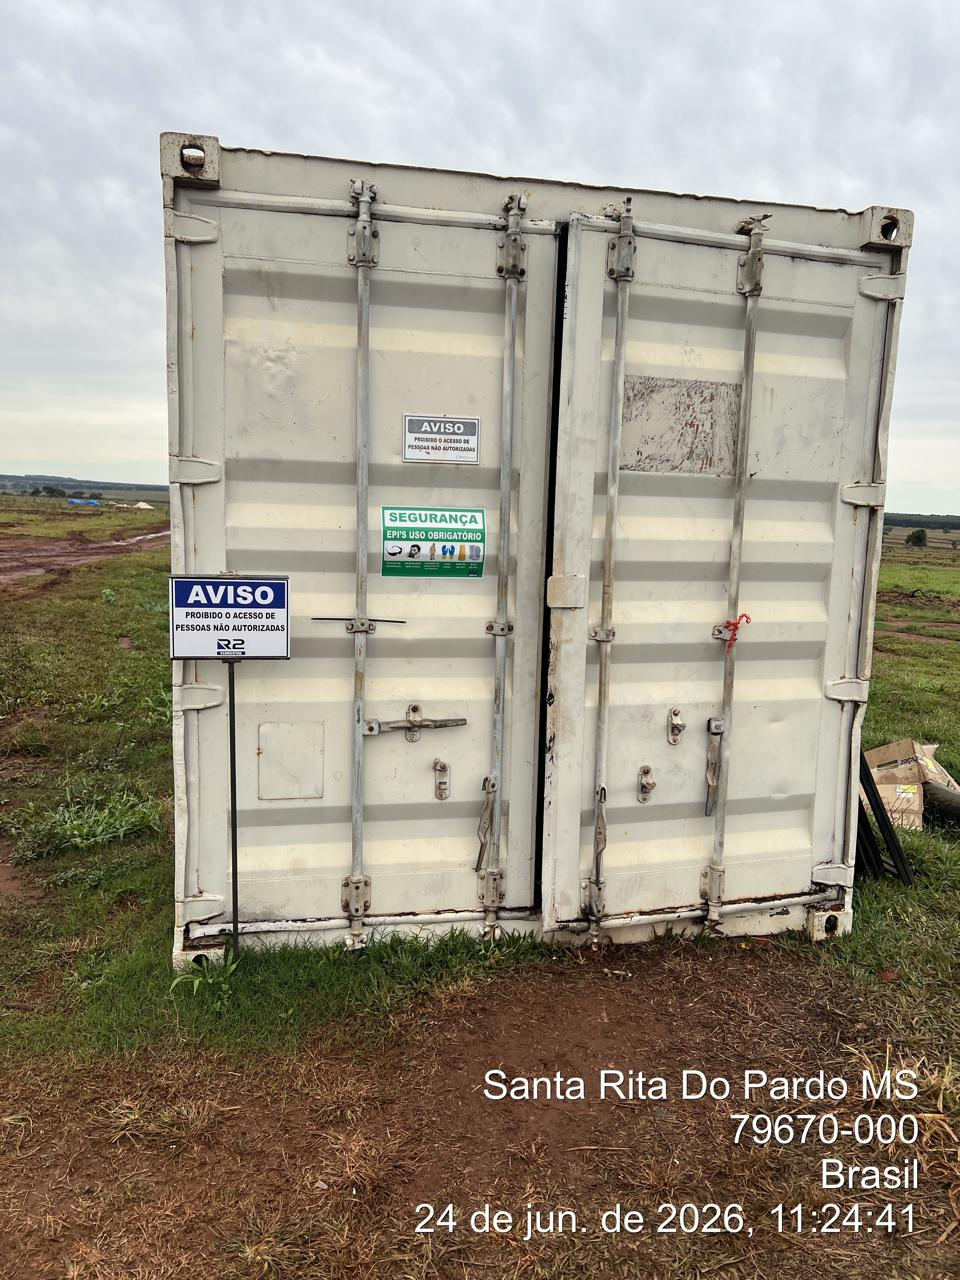 AVISO
PROIBIDO O ACESSO DE
PESSOAS NÃO AUTORIZADAS
SEGURANÇA
EPI'S USO OBRIGATÓRIO
AVISO
PROIBIDO O ACESSO DE
PESSOAS NÃO AUTORIZADAS
R2
FLORESTAL
Santa Rita Do Pardo MS
79670-000
Brasil
24 de jun. de 2026, 11:24:41